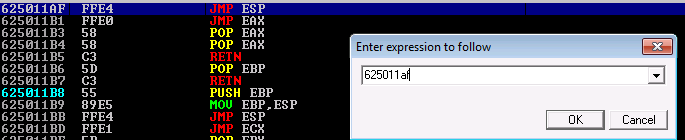 625011AF FFE4 JMP ESP
625011B1 FFE0 JMP EAX
625011B3 58 POP EAX
625011B4 58 POP EAX
625011B5 C3 RETN
625011B6 5D POP EBP
625011B7 C3 RETN
625011B8 55 PUSH EBP
625011B9 89E5 MOV EBP,ESP
625011BB FFE4 JMP ESP
625011BD FFE1 JMP ECX
Enter expression to follow
625011af
OK Cancel